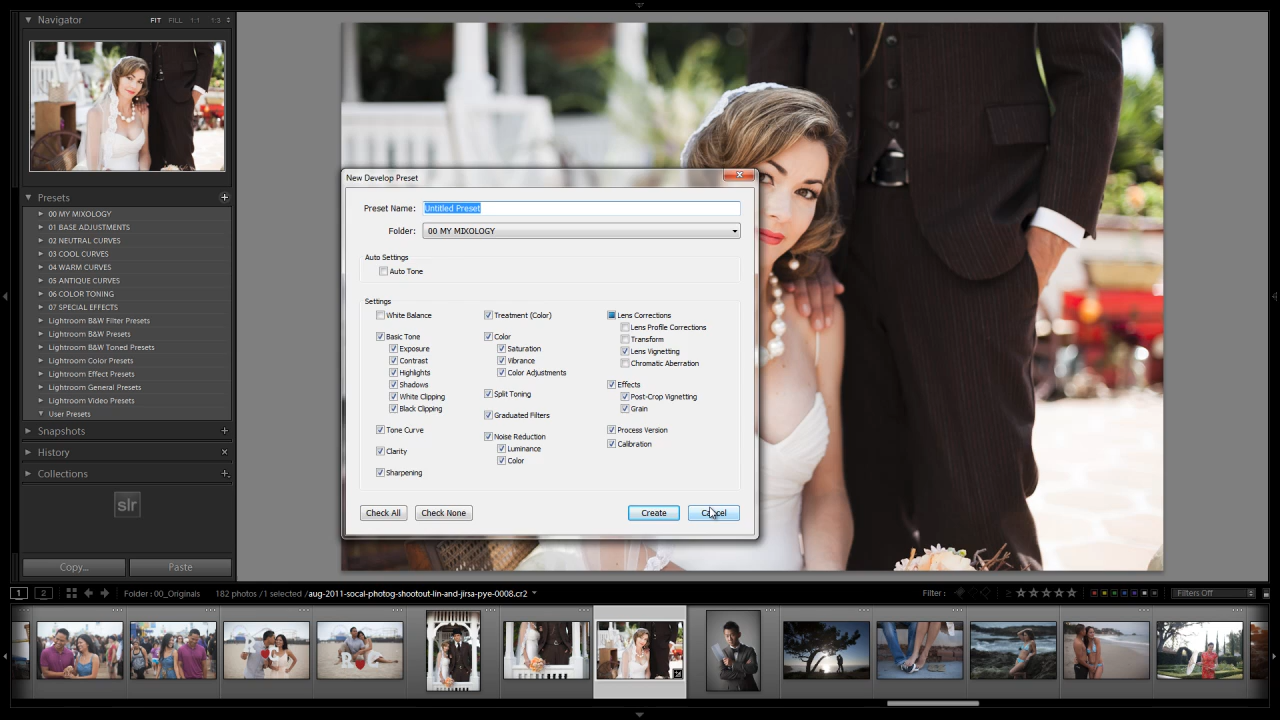 Navigator FIT FILL 1:1 1:3
Presets
00 MY MIXOLOGY
01 BASE ADJUSTMENTS
02 NEUTRAL CURVES
03 COOL CURVES
04 WARM CURVES
05 ANTIQUE CURVES
06 COLOR TONING
07 SPECIAL EFFECTS
Lightroom B&W Filter Presets
Lightroom B&W Presets
Lightroom B&W Toned Presets
Lightroom Color Presets
Lightroom Effect Presets
Lightroom General Presets
Lightroom Video Presets
User Presets
Snapshots
History
Collections
slr
Copy... Paste
New Develop Preset
Preset Name: Untitled Preset
Folder: 00 MY MIXOLOGY
Auto Settings
Auto Tone
Settings
White Balance
Basic Tone
Exposure
Contrast
Highlights
Shadows
White Clipping
Black Clipping
Tone Curve
Clarity
Sharpening
Treatment (Color)
Color
Saturation
Vibrance
Color Adjustments
Split Toning
Graduated Filters
Noise Reduction
Luminance
Color
Lens Corrections
Lens Profile Corrections
Transform
Lens Vignetting
Chromatic Aberration
Effects
Post-Crop Vignetting
Grain
Process Version
Calibration
Check All Check None Create Cancel
1 2 Folder : 00_Originals 182 photos /1 selected /aug-2011-socal-photog-shootout-lin-and-jirsa-pye-0008.cr2 Filter : Filters Off